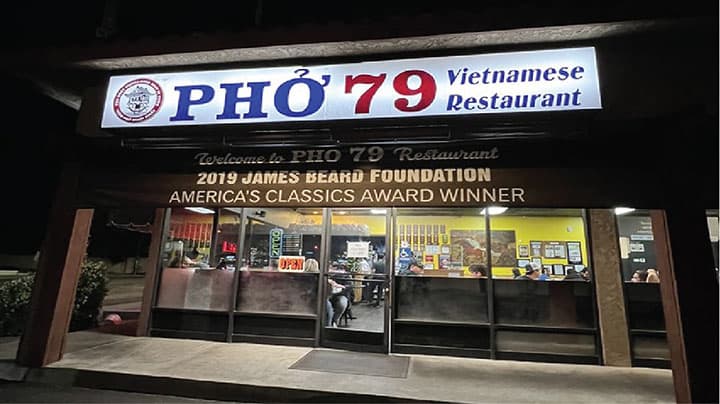 PHỞ 79 Vietnamese
Restaurant
Welcome to PHO 79 Restaurant
2019 JAMES BEARD FOUNDATION
AMERICA'S CLASSICS AWARD WINNER
OPEN